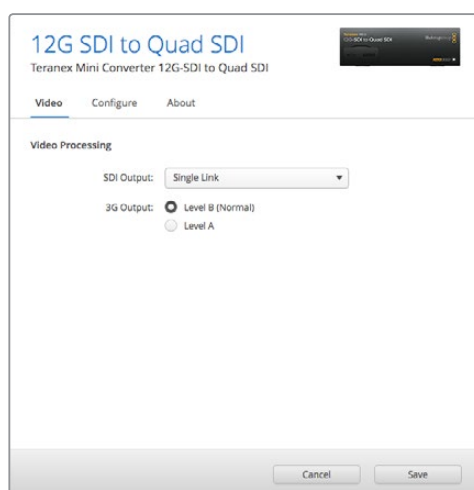 12G SDI to Quad SDI
Teranex Mini Converter 12G-SDI to Quad SDI
Video Configure About
Video Processing
SDI Output: Single Link
3G Output: Level B (Normal)
Level A
Cancel Save